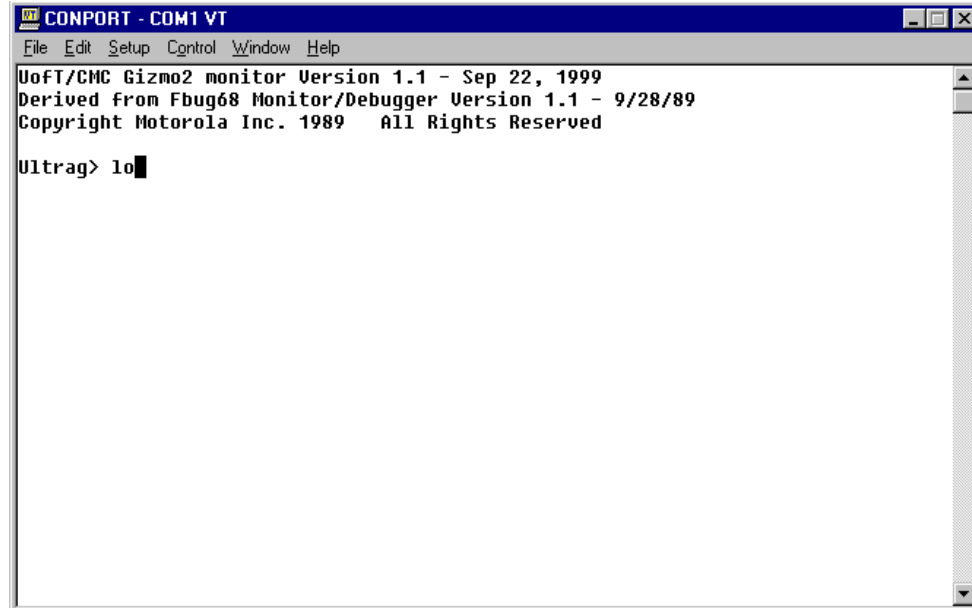 CONPORT - COM1 VT
File Edit Setup Control Window Help
UofT/CMC Gizmo2 monitor Version 1.1 - Sep 22, 1999
Derived from Fbug68 Monitor/Debugger Version 1.1 - 9/28/89
Copyright Motorola Inc. 1989   All Rights Reserved
Ultrag> lo